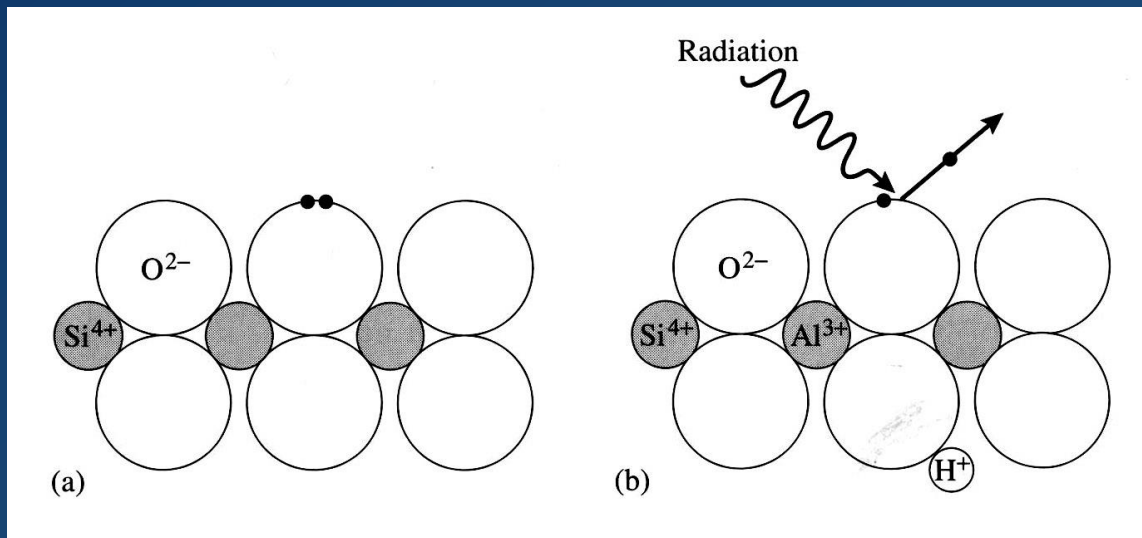 O²⁻
Si⁴⁺
(a)
Radiation
O²⁻
Si⁴⁺
Al³⁺
H⁺
(b)